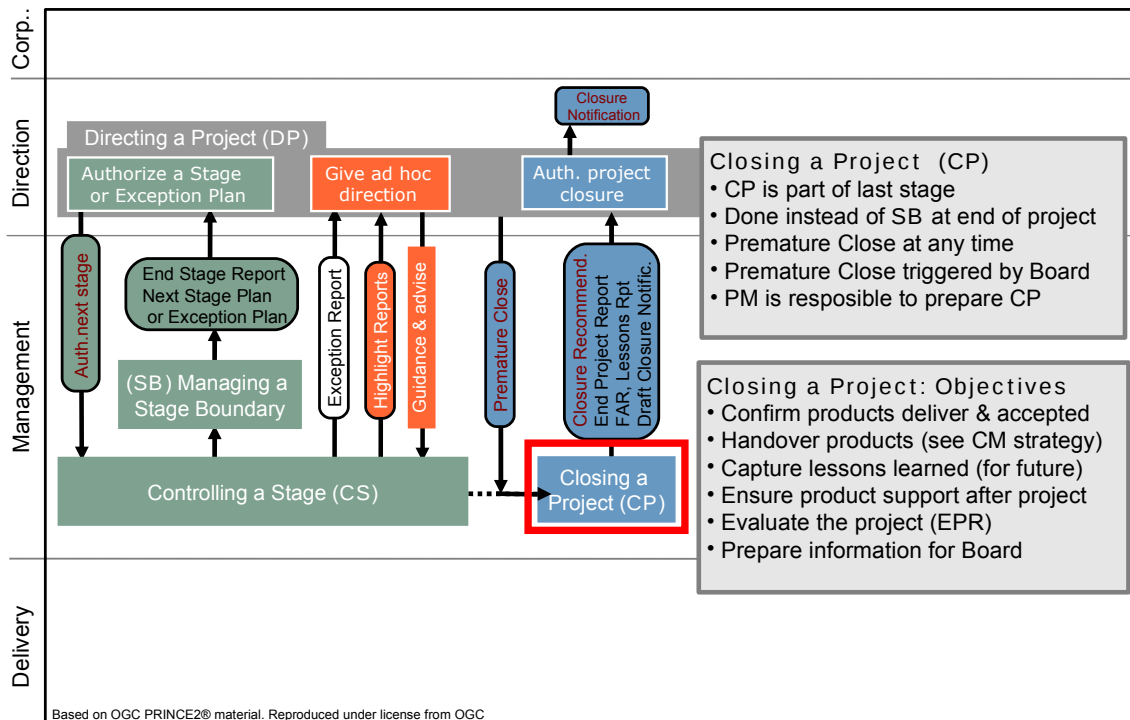 Corp..
Direction
Management
Delivery
Closure
Notification
Directing a Project (DP)
Authorize a Stage
or Exception Plan
Give ad hoc
direction
Auth. project
closure
Auth.next stage
End Stage Report
Next Stage Plan
or Exception Plan
(SB) Managing a
Stage Boundary
Exception Report
Highlight Reports
Guidance & advise
Premature Close
Closure Recommend.
End Project Report
FAR, Lessons Rpt
Draft Closure Notific.
Controlling a Stage (CS)
Closing a
Project (CP)
Closing a Project (CP)
• CP is part of last stage
• Done instead of SB at end of project
• Premature Close at any time
• Premature Close triggered by Board
• PM is resposible to prepare CP
Closing a Project: Objectives
• Confirm products deliver & accepted
• Handover products (see CM strategy)
• Capture lessons learned (for future)
• Ensure product support after project
• Evaluate the project (EPR)
• Prepare information for Board
Based on OGC PRINCE2® material. Reproduced under license from OGC